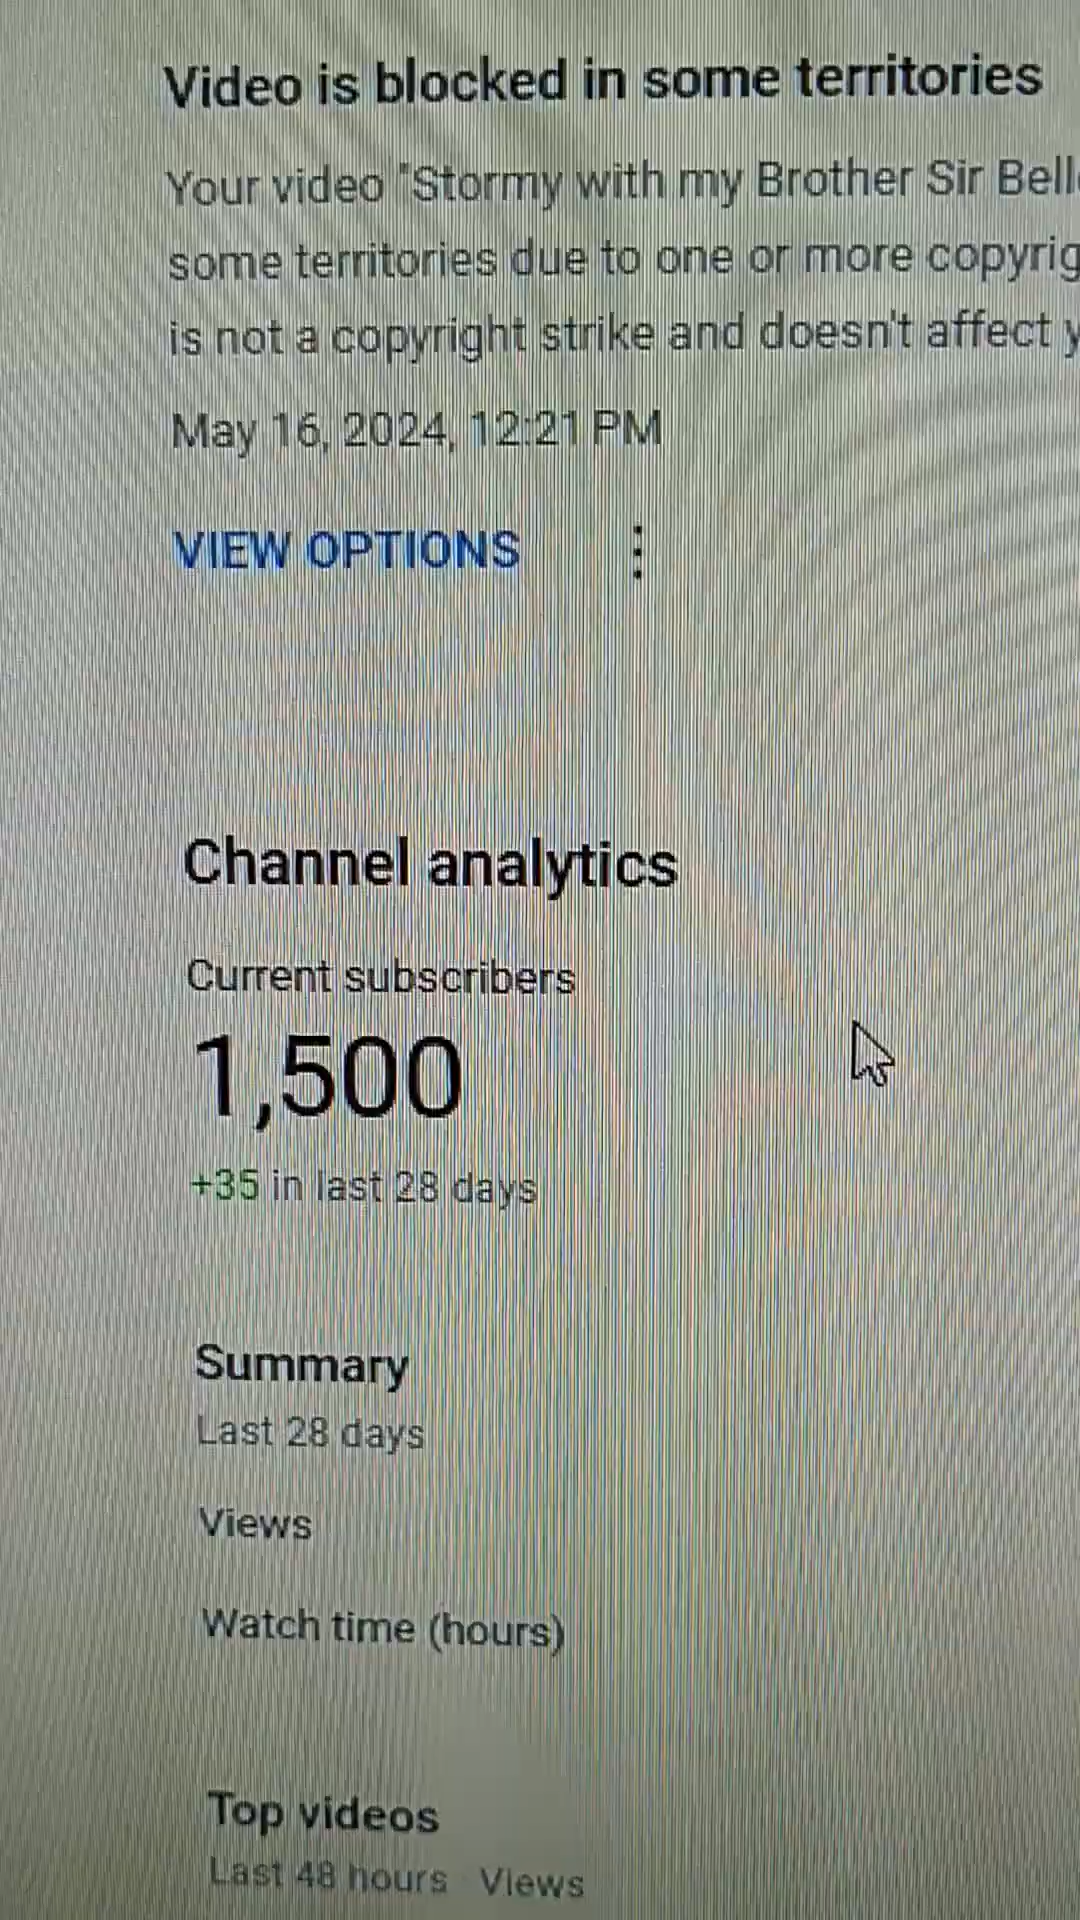 Video is blocked in some territories
Your video "Stormy with my Brother Sir
some territories due to one or more
is not a copyright strike and doesn't affect
May 16, 2024, 12:21 PM
VIEW OPTIONS
Channel analytics
Current subscribers
1,500
+35 in last 28 days
Summary
Last 28 days
Views
Watch time (hours)
Top videos
Last 48 hours · Views